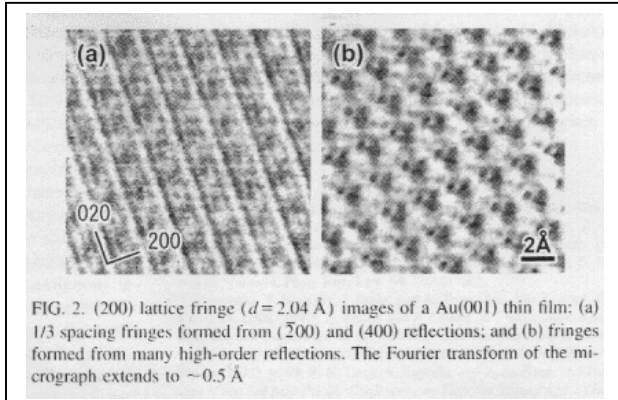 (a)
(b)
020
200
2Å
FIG. 2. (200) lattice fringe (d = 2.04 Å) images of a Au(001) thin film: (a)
1/3 spacing fringes formed from (2̄00) and (400) reflections; and (b) fringes
formed from many high-order reflections. The Fourier transform of the mi-
crograph extends to ~0.5 Å